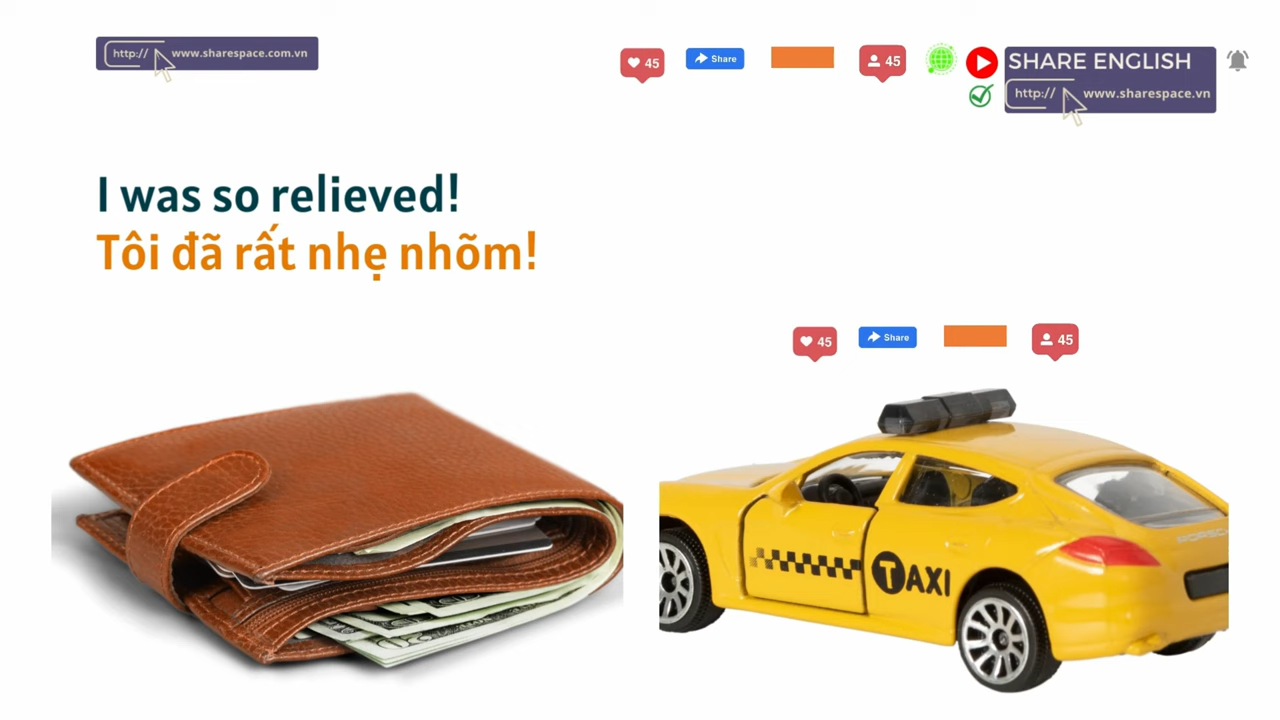 http:// www.sharespace.com.vn
45
Share
45
SHARE ENGLISH
http:// www.sharespace.vn
I was so relieved!
Tôi đã rất nhẹ nhõm!
45
Share
45
TAXI